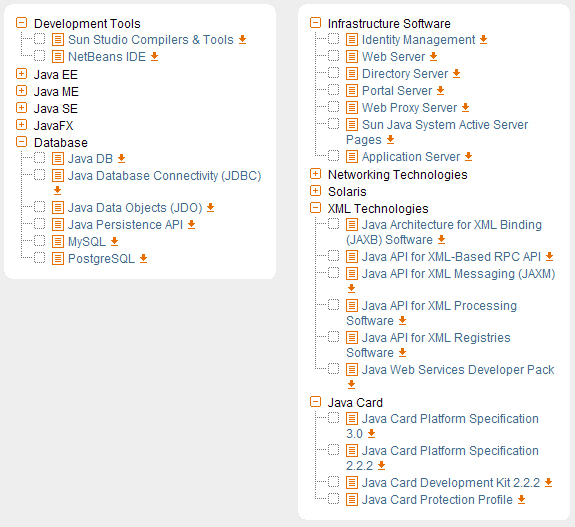 Development Tools
Sun Studio Compilers & Tools
NetBeans IDE
Java EE
Java ME
Java SE
JavaFX
Database
Java DB
Java Database Connectivity (JDBC)
Java Data Objects (JDO)
Java Persistence API
MySQL
PostgreSQL
Infrastructure Software
Identity Management
Web Server
Directory Server
Portal Server
Web Proxy Server
Sun Java System Active Server
Pages
Application Server
Networking Technologies
Solaris
XML Technologies
Java Architecture for XML Binding
(JAXB) Software
Java API for XML-Based RPC API
Java API for XML Messaging (JAXM)
Java API for XML Processing
Software
Java API for XML Registries
Software
Java Web Services Developer Pack
Java Card
Java Card Platform Specification
3.0
Java Card Platform Specification
2.2.2
Java Card Development Kit 2.2.2
Java Card Protection Profile